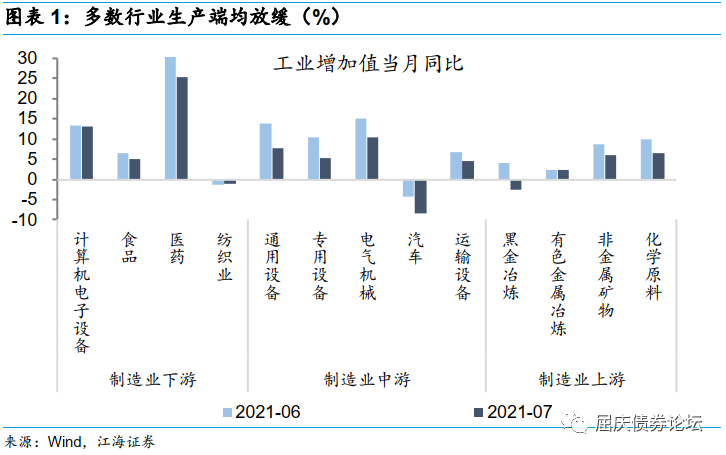 图表 1：多数行业生产端均放缓（%）
工业增加值当月同比
30
25
20
15
10
5
0
-5
-10
计算机电子设备
食品
医药
纺织业
通用设备
专用设备
电气机械
汽车
运输设备
黑金冶炼
有色金属冶炼
非金属矿物
化学原料
制造业下游
制造业中游
制造业上游
2021-06
2021-07
屈庆债券论坛
来源：Wind，江海证券